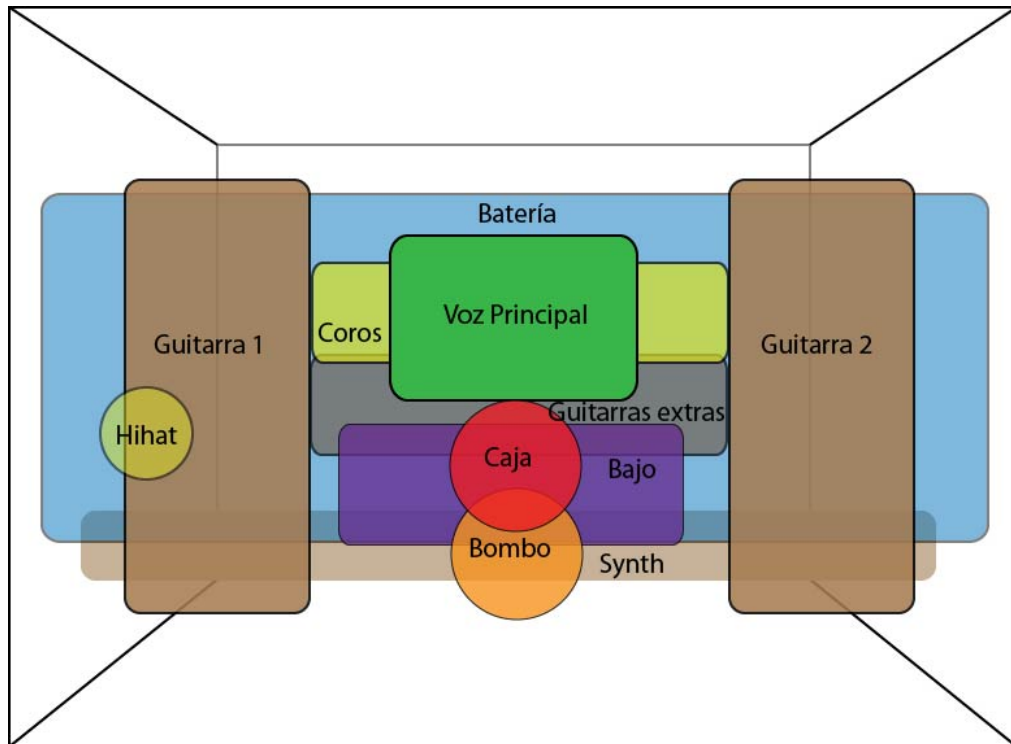 Batería
Voz Principal
Coros
Guitarra 1
Guitarra 2
Guitarras extras
Hihat
Caja
Bajo
Bombo
Synth